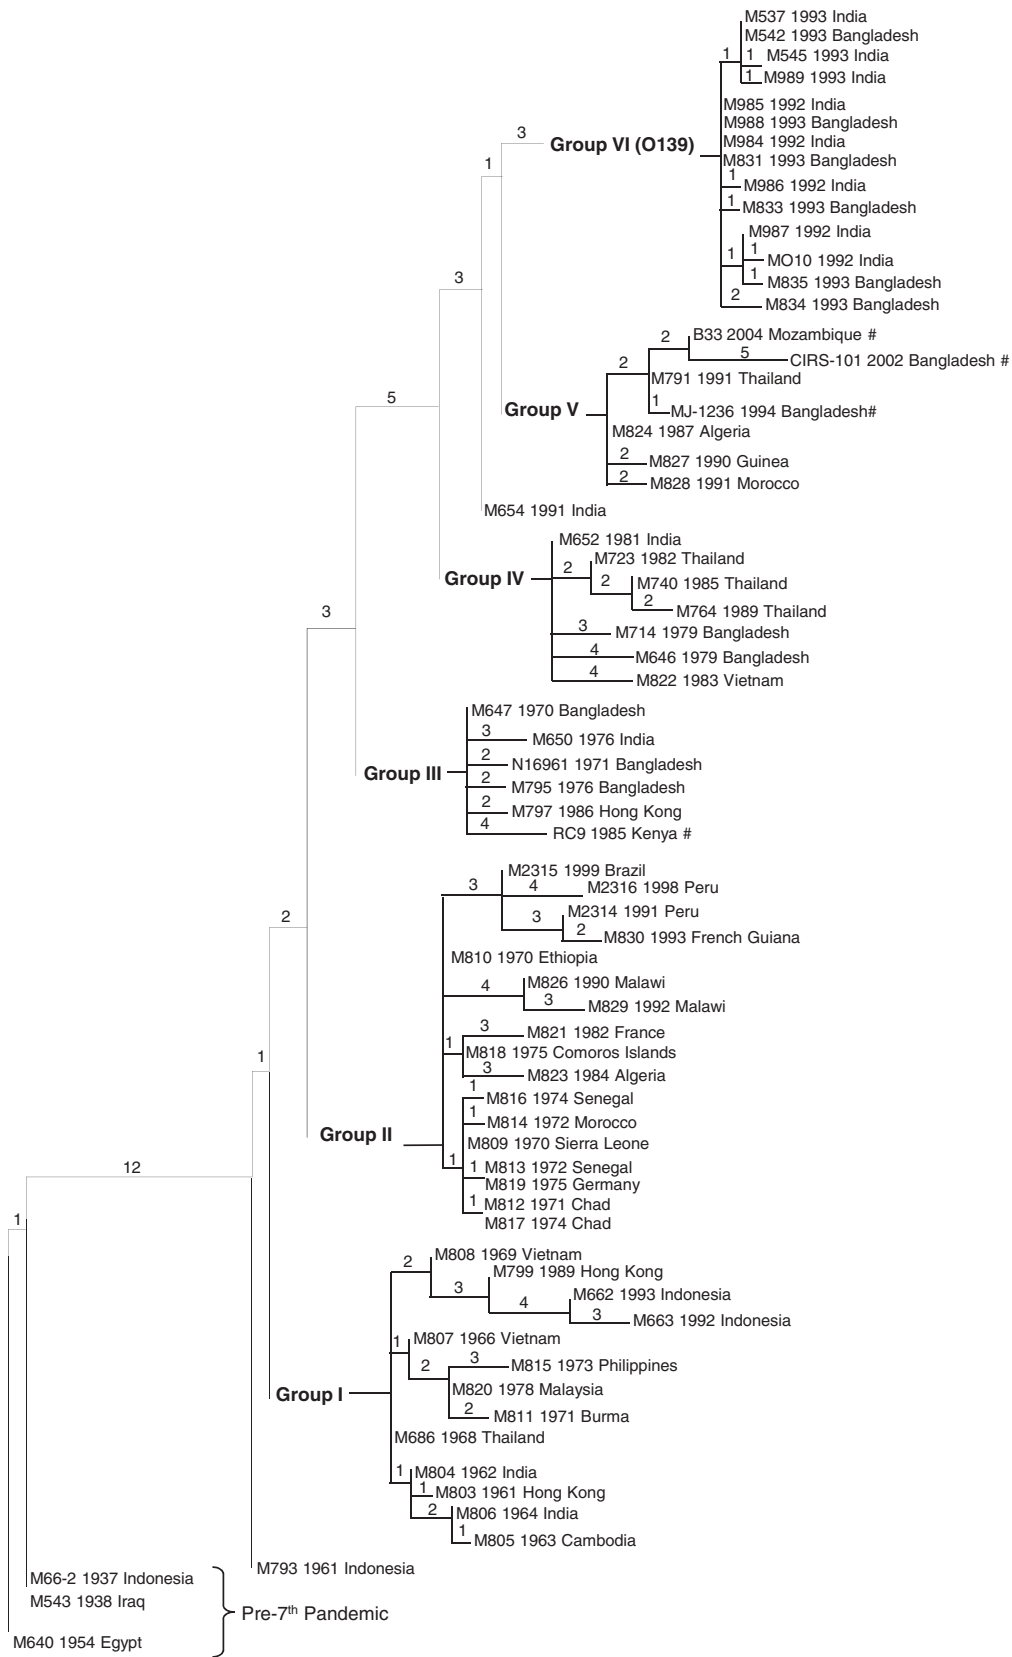 M537 1993 India
M542 1993 Bangladesh
1
1
M545 1993 India
1
M989 1993 India
M985 1992 India
M988 1993 Bangladesh
3
Group VI (O139)
M984 1992 India
M831 1993 Bangladesh
1
1
M986 1992 India
1
M833 1993 Bangladesh
M987 1992 India
1
1
MO10 1992 India
1
M835 1993 Bangladesh
3
2
M834 1993 Bangladesh
2
B33 2004 Mozambique #
5
CIRS-101 2002 Bangladesh #
2
M791 1991 Thailand
5
1
MJ-1236 1994 Bangladesh#
Group V
M824 1987 Algeria
2
M827 1990 Guinea
2
M828 1991 Morocco
M654 1991 India
M652 1981 India
M723 1982 Thailand
2
Group IV
2
M740 1985 Thailand
2
M764 1989 Thailand
3
3
M714 1979 Bangladesh
4
M646 1979 Bangladesh
4
M822 1983 Vietnam
M647 1970 Bangladesh
3
M650 1976 India
2
N16961 1971 Bangladesh
Group III
2
M795 1976 Bangladesh
2
M797 1986 Hong Kong
4
RC9 1985 Kenya #
M2315 1999 Brazil
3
4
M2316 1998 Peru
2
3
M2314 1991 Peru
2
M830 1993 French Guiana
M810 1970 Ethiopia
4
M826 1990 Malawi
3
M829 1992 Malawi
3
M821 1982 France
1
1
M818 1975 Comoros Islands
3
M823 1984 Algeria
1
M816 1974 Senegal
1
M814 1972 Morocco
Group II
M809 1970 Sierra Leone
12
1
1
M813 1972 Senegal
M819 1975 Germany
1
M812 1971 Chad
1
M817 1974 Chad
2
M808 1969 Vietnam
M799 1989 Hong Kong
3
4
M662 1993 Indonesia
3
M663 1992 Indonesia
1
M807 1966 Vietnam
2
3
M815 1973 Philippines
Group I
M820 1978 Malaysia
2
M811 1971 Burma
M686 1968 Thailand
1
M804 1962 India
1
M803 1961 Hong Kong
2
M806 1964 India
1
M805 1963 Cambodia
M793 1961 Indonesia
M66-2 1937 Indonesia
M543 1938 Iraq
Pre-7th Pandemic
M640 1954 Egypt